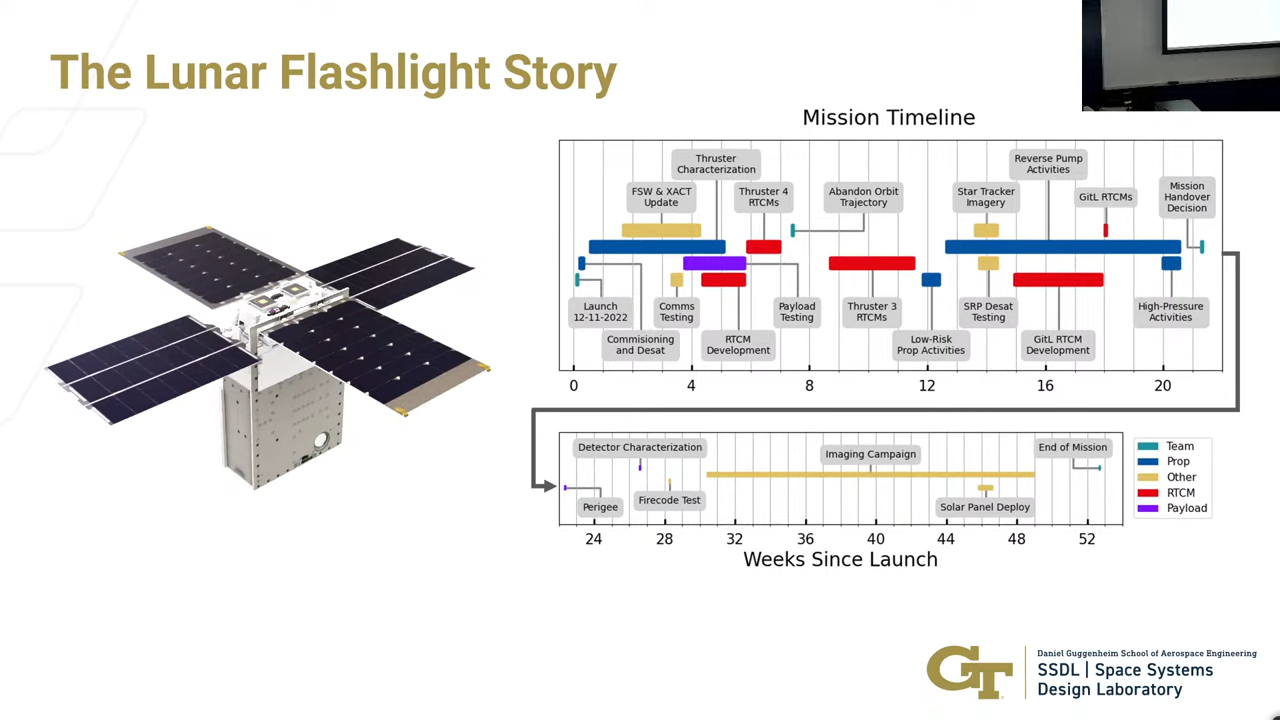 The Lunar Flashlight Story
Mission Timeline
Thruster
Characterization
Reverse Pump
Activities
FSW & XACT
Update
Thruster 4
RTCMs
Abandon Orbit
Trajectory
Star Tracker
Imagery
GitL RTCMs
Mission
Handover
Decision
Launch
12-11-2022
Comms
Testing
Payload
Testing
Thruster 3
RTCMs
SRP Desat
Testing
High-Pressure
Activities
Commisioning
and Desat
RTCM
Development
Low-Risk
Prop Activities
GitL RTCM
Development
0 4 8 12 16 20
Detector Characterization
Imaging Campaign
End of Mission
Perigee
Firecode Test
Solar Panel Deploy
24 28 32 36 40 44 48 52
Weeks Since Launch
Team
Prop
Other
RTCM
Payload
GT
Daniel Guggenheim School of Aerospace Engineering
SSDL | Space Systems
Design Laboratory